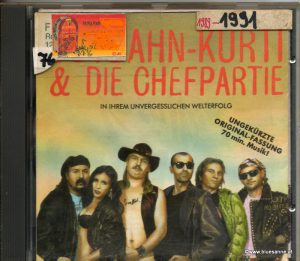 1989-1991
76
AHN-KURTI
& DIE CHEFPARTIE
IN IHREM UNVERGESSLICHEN WELTERFOLG
UNGEKÜRZTE
ORIGINAL-FASSUNG
70 min. Musik!
© www.bluesanne.at